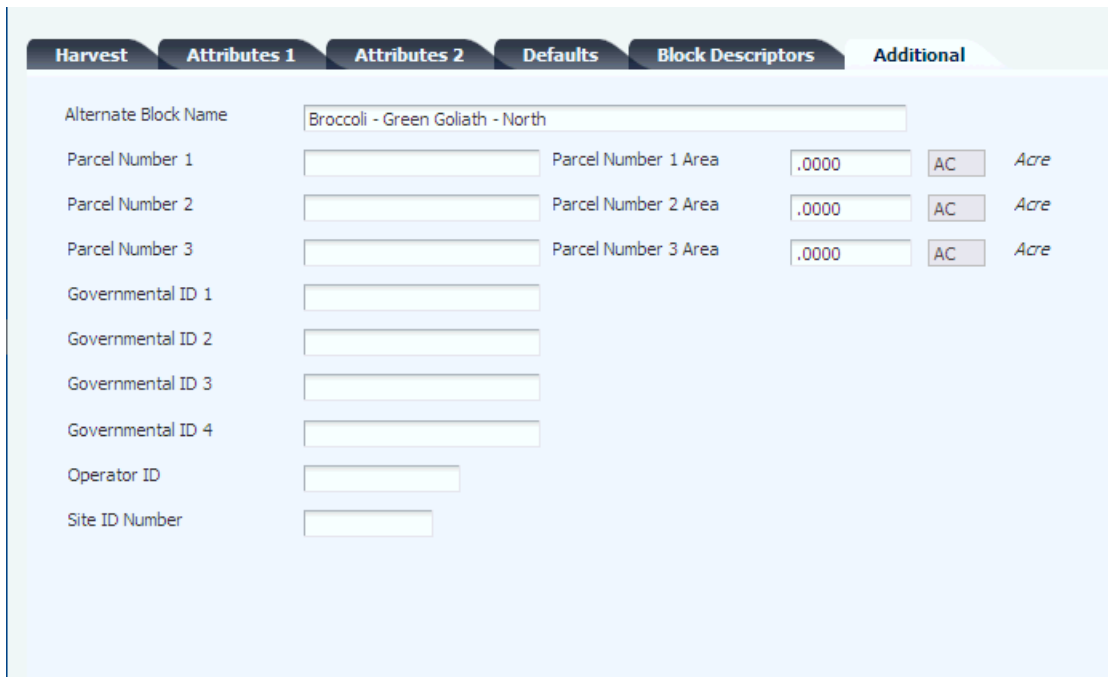 Harvest Attributes 1 Attributes 2 Defaults Block Descriptors Additional
Alternate Block Name Broccoli - Green Goliath - North
Parcel Number 1 Parcel Number 1 Area .0000 AC Acre
Parcel Number 2 Parcel Number 2 Area .0000 AC Acre
Parcel Number 3 Parcel Number 3 Area .0000 AC Acre
Governmental ID 1
Governmental ID 2
Governmental ID 3
Governmental ID 4
Operator ID
Site ID Number